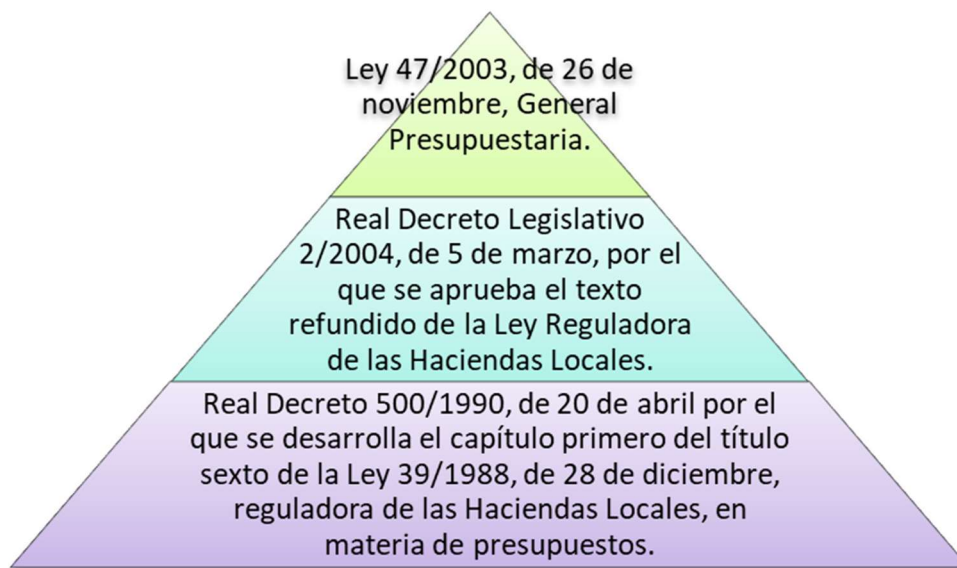 Ley 47/2003, de 26 de
noviembre, General
Presupuestaria.
Real Decreto Legislativo
2/2004, de 5 de marzo, por el
que se aprueba el texto
refundido de la Ley Reguladora
de las Haciendas Locales.
Real Decreto 500/1990, de 20 de abril por el
que se desarrolla el capítulo primero del título
sexto de la Ley 39/1988, de 28 de diciembre,
reguladora de las Haciendas Locales, en
materia de presupuestos.